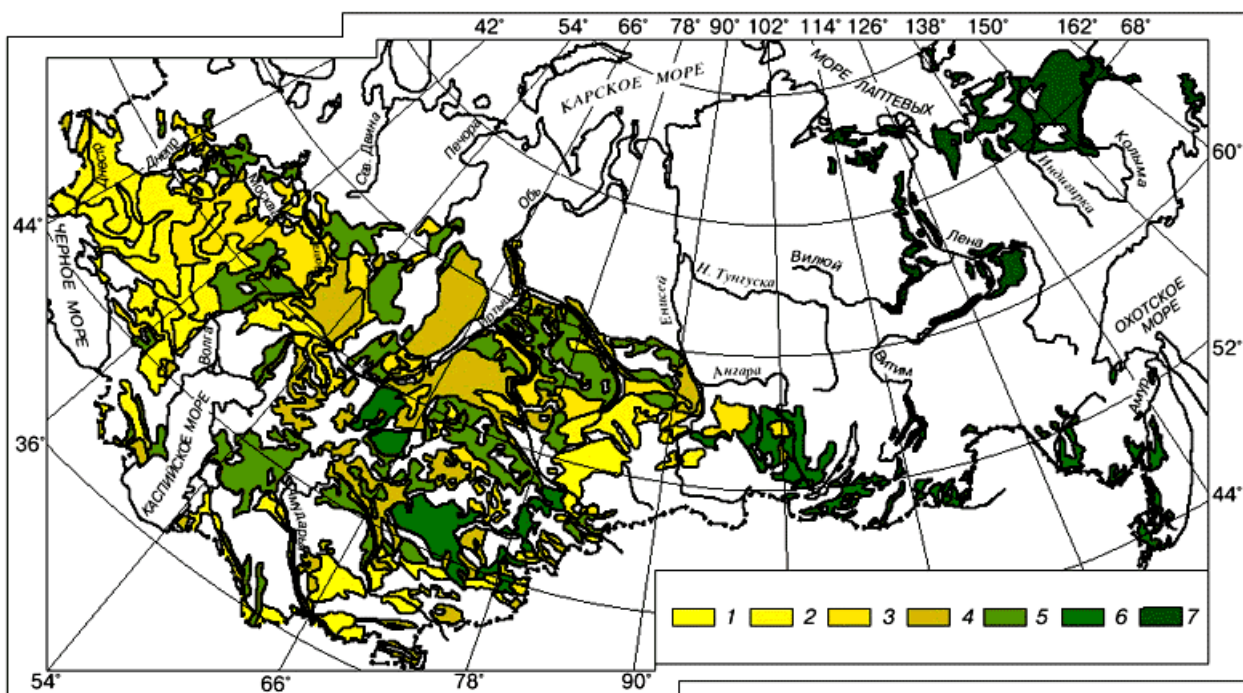 42° 54° 66° 78° 90° 102° 114° 126° 138° 150° 162° 68°
КАРСКОЕ МОРЕ
МОРЕ ЛАПТЕВЫХ
Днестр
Днепр
Москва
Сев. Двина
Печора
Обь
Индигирка
Колыма
60°
44°
ЧЕРНОЕ МОРЕ
Волга
Иртыш
Енисей
Н. Тунгуска
Вилюй
Лена
ОХОТСКОЕ МОРЕ
52°
Ангара
Витим
Амур
36°
КАСПИЙСКОЕ МОРЕ
Амударья
44°
1 2 3 4 5 6 7
54° 66° 78° 90°